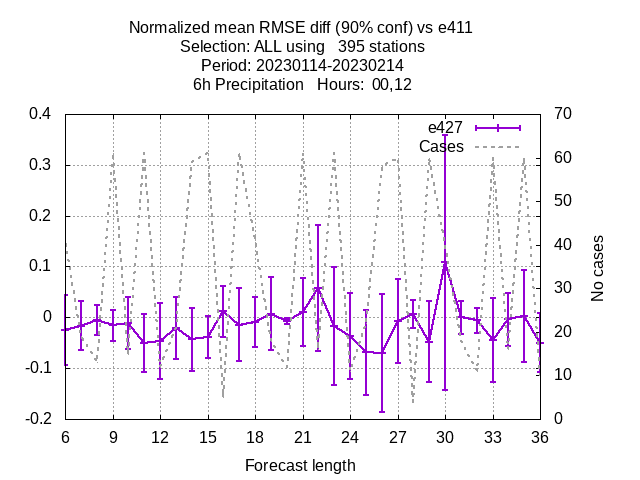 Normalized mean RMSE diff (90% conf) vs e411
Selection: ALL using   395 stations
Period: 20230114-20230214
6h Precipitation   Hours:  00,12
e427
Cases
0.4
0.3
0.2
0.1
0
-0.1
-0.2
70
60
50
40
30
20
10
0
No cases
6 9 12 15 18 21 24 27 30 33 36
Forecast length